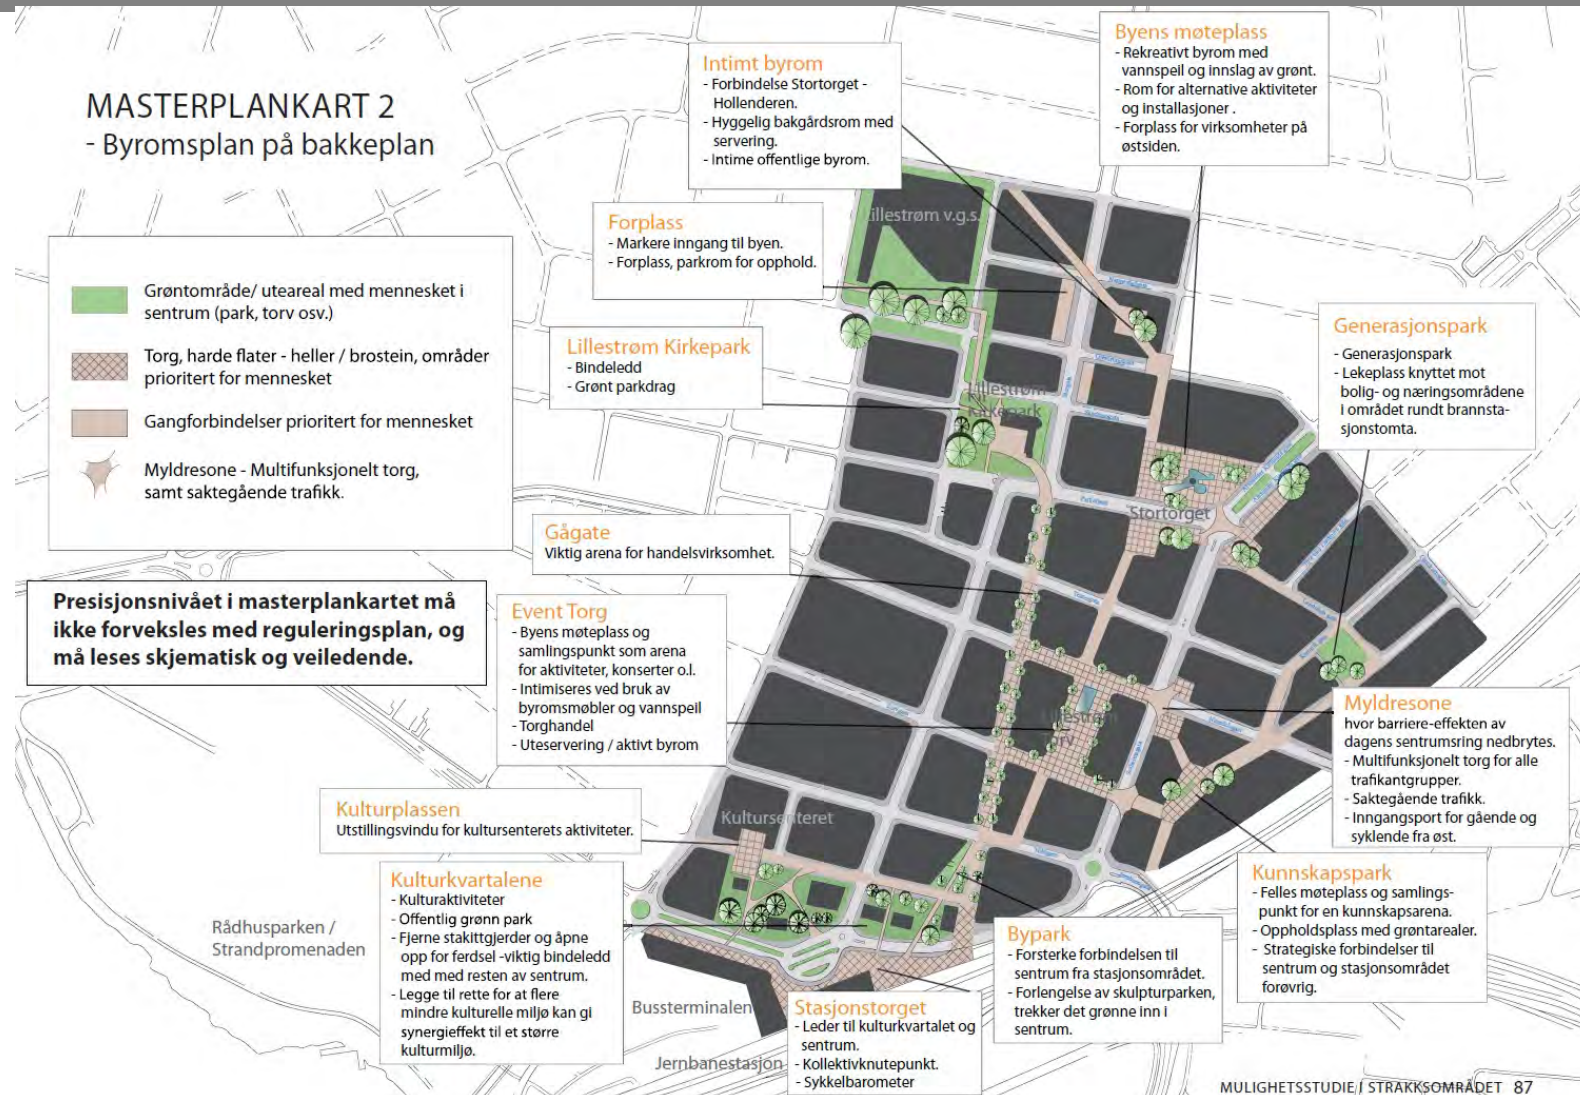 MASTERPLANKART 2
- Byromsplan på bakkeplan
Grøntområde/ uteareal med mennesket i
sentrum (park, torv osv.)
Torg, harde flater - heller / brostein, områder
prioritert for mennesket
Gangforbindelser prioritert for mennesket
Myldresone - Multifunksjonelt torg,
samt saktegående trafikk.
Presisjonsnivået i masterplankartet må
ikke forveksles med reguleringsplan, og
må leses skjematisk og veiledende.
Intimt byrom
- Forbindelse Stortorget -
Hollenderen.
- Hyggelig bakgårdsrom med
servering.
- Intime offentlige byrom.
Byens møteplass
- Rekreativt byrom med
vannspeil og innslag av grønt.
- Rom for alternative aktiviteter
og installasjoner .
- Forplass for virksomheter på
østsiden.
Forplass
- Markere inngang til byen.
- Forplass, parkrom for opphold.
Lillestrøm Kirkepark
- Bindeledd
- Grønt parkdrag
Generasjonspark
- Generasjonspark
- Lekeplass knyttet mot
bolig- og næringsområdene
i området rundt brannsta-
sjonstomta.
Gågate
Viktig arena for handelsvirksomhet.
Event Torg
- Byens møteplass og
samlingspunkt som arena
for aktiviteter, konserter o.l.
- Intimiseres ved bruk av
byromsmøbler og vannspeil
- Torghandel
- Uteservering / aktivt byrom
Myldresone
hvor barriere-effekten av
dagens sentrumsring nedbrytes.
- Multifunksjonelt torg for alle
trafikantgrupper.
- Saktegående trafikk.
- Inngangsport for gående og
syklende fra øst.
Kulturplassen
Utstillingsvindu for kultursenterets aktiviteter.
Kulturkvartalene
- Kulturaktiviteter
- Offentlig grønn park
- Fjerne stakittgjerder og åpne
opp for ferdsel -viktig bindeledd
med med resten av sentrum.
- Legge til rette for at flere
mindre kulturelle miljø kan gi
synergieffekt til et større
kulturmiljø.
Kunnskapspark
- Felles møteplass og samlings-
punkt for en kunnskapsarena.
- Oppholdsplass med grøntarealer.
- Strategiske forbindelser til
sentrum og stasjonsområdet
forøvrig.
Bypark
- Forsterke forbindelsen til
sentrum fra stasjonsområdet.
- Forlengelse av skulpturparken,
trekker det grønne inn i
sentrum.
Stasjonstorget
- Leder til kulturkvartalet og
sentrum.
- Kollektivknutepunkt.
- Sykkelbarometer
Lillestrøm v.g.s.
Lillestrøm
Kirkepark
Stortorget
Lillestrøm
torv
Kultursenteret
Rådhusparken /
Strandpromenaden
Bussterminalen
Jernbanestasjon
MULIGHETSSTUDIE I STRAKKSOMRÅDET 87